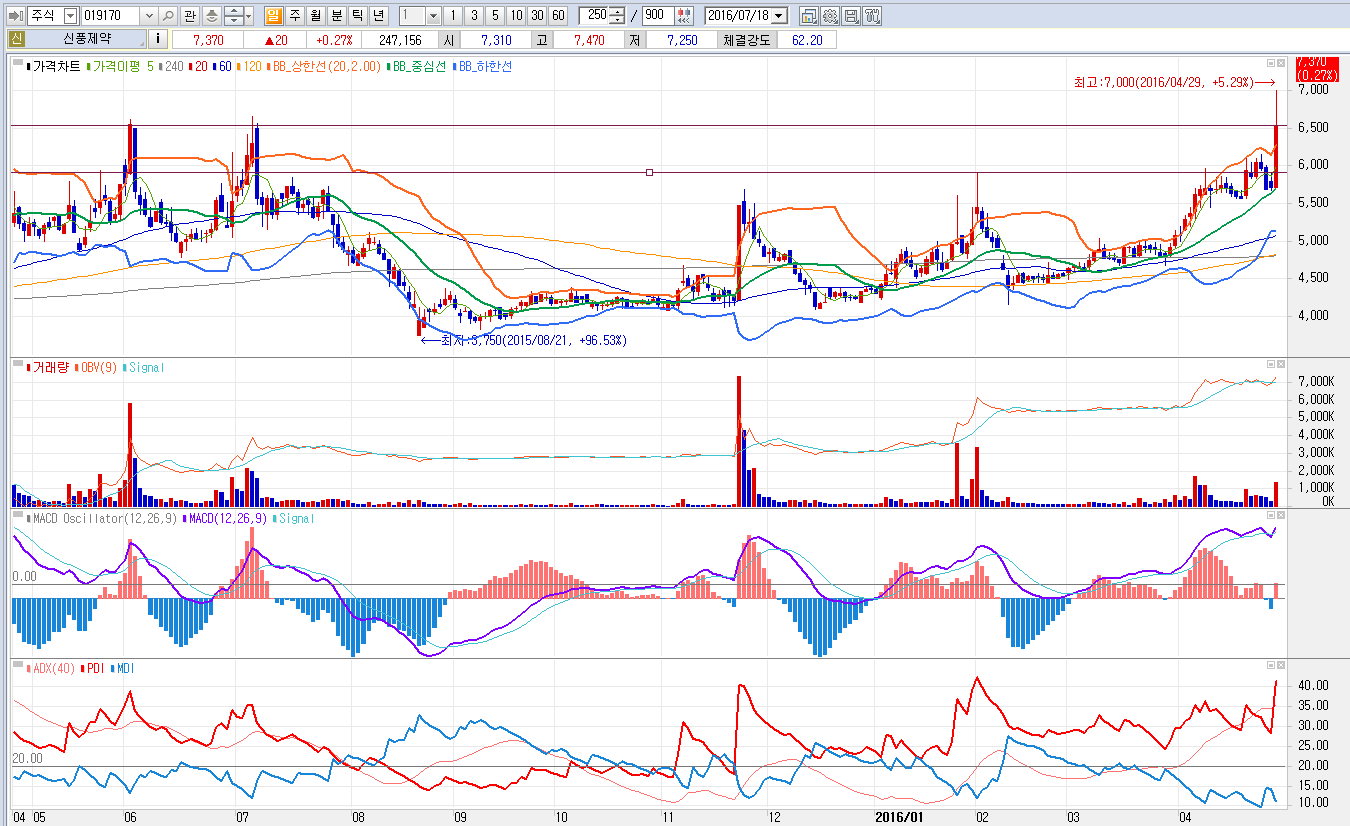 주식 019170 관 일 주 월 분 틱 년 1 1 3 5 10 30 60 250 / 900 2016/07/18
신 신풍제약 i 7,370 ▲20 +0.27% 247,156 시 7,310 고 7,470 저 7,250 체결강도 62.20
가격차트 가격이평 5 240 20 60 120 BB_상한선(20,2.00) BB_중심선 BB_하한선
7,370
(0.27%)
최고:7,000(2016/04/29, +5.29%)
7,000
6,500
6,000
5,500
5,000
4,500
4,000
최저:3,750(2015/08/21, +96.53%)
거래량 OBV(9) Signal
7,000K
6,000K
5,000K
4,000K
3,000K
2,000K
1,000K
0K
MACD Oscillator(12,26,9) MACD(12,26,9) Signal
0.00
ADX(40) PDI MDI
40.00
35.00
30.00
25.00
20.00 20.00
15.00
10.00
04 05 06 07 08 09 10 11 12 2016/01 02 03 04